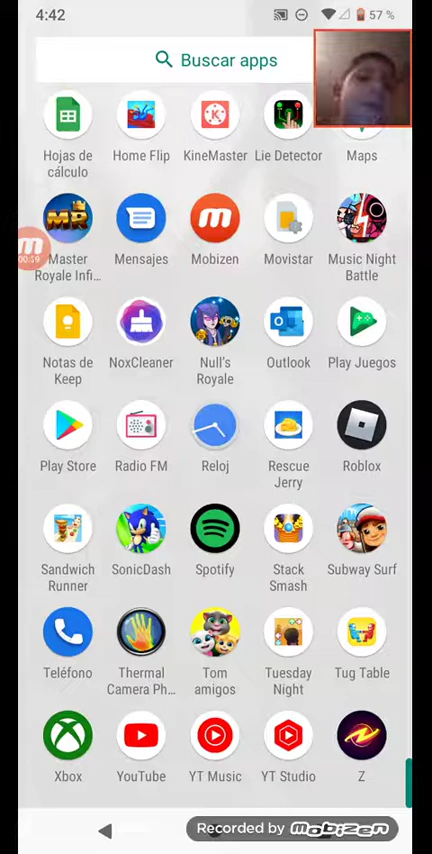 4:42
57 %
Buscar apps
Hojas de
cálculo
Home Flip
KineMaster
Lie Detector
Maps
MR
00:19
Master
Royale Infi...
Mensajes
Mobizen
Movistar
Music Night
Battle
Notas de
Keep
NoxCleaner
Null's
Royale
Outlook
Play Juegos
Play Store
Radio FM
Reloj
Rescue
Jerry
Roblox
Sandwich
Runner
SonicDash
Spotify
Stack
Smash
Subway Surf
Teléfono
Thermal
Camera Ph...
Tom
amigos
Tuesday
Night
Tug Table
Xbox
YouTube
YT Music
YT Studio
Z
Recorded by mobizen